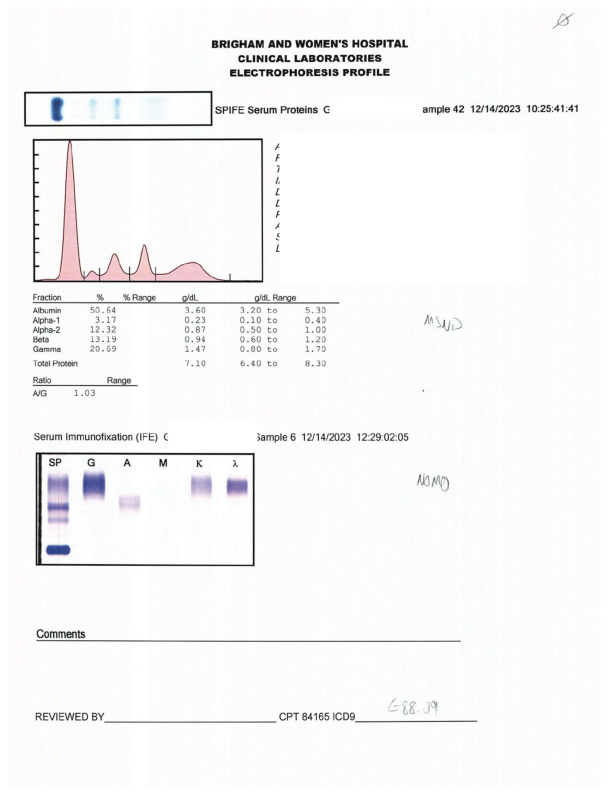 BRIGHAM AND WOMEN'S HOSPITAL
CLINICAL LABORATORIES
ELECTROPHORESIS PROFILE
SPIFE Serum Proteins G ample 42 12/14/2023 10:25:41:41
Fraction % % Range g/dL g/dL Range
Albumin 50.64 3.60 3.20 to 5.30
Alpha-1 3.17 0.23 0.10 to 0.40
Alpha-2 12.32 0.87 0.50 to 1.00
Beta 13.19 0.94 0.60 to 1.20
Gamma 20.69 1.47 0.80 to 1.70
MSND
Total Protein 7.10 6.40 to 8.30
Ratio Range
A/G 1.03
Serum Immunofixation (IFE) Sample 6 12/14/2023 12:29:02:05
SP G A M K λ
NOMO
Comments
REVIEWED BY CPT 84165 ICD9 E88.09